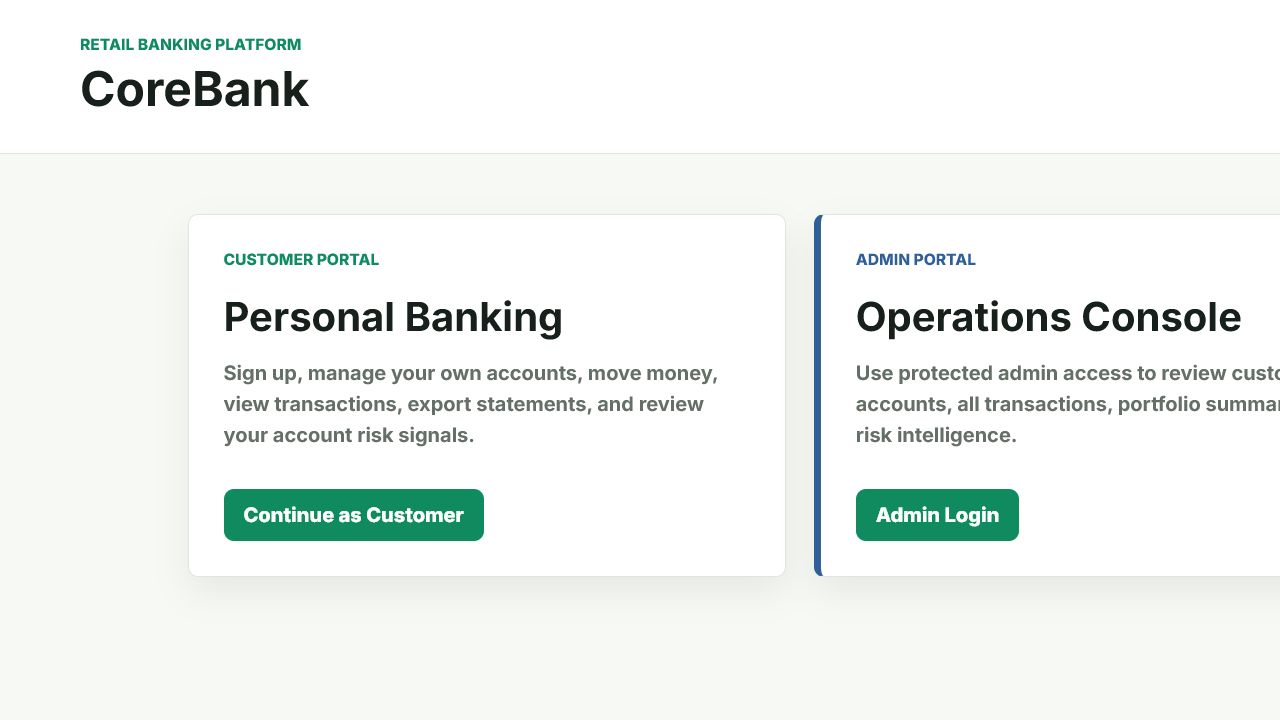 RETAIL BANKING PLATFORM
CoreBank
CUSTOMER PORTAL
Personal Banking
Sign up, manage your own accounts, move money,
view transactions, export statements, and review
your account risk signals.
Continue as Customer
ADMIN PORTAL
Operations Console
Use protected admin access to review
accounts, all transactions, portfolio
risk intelligence.
Admin Login